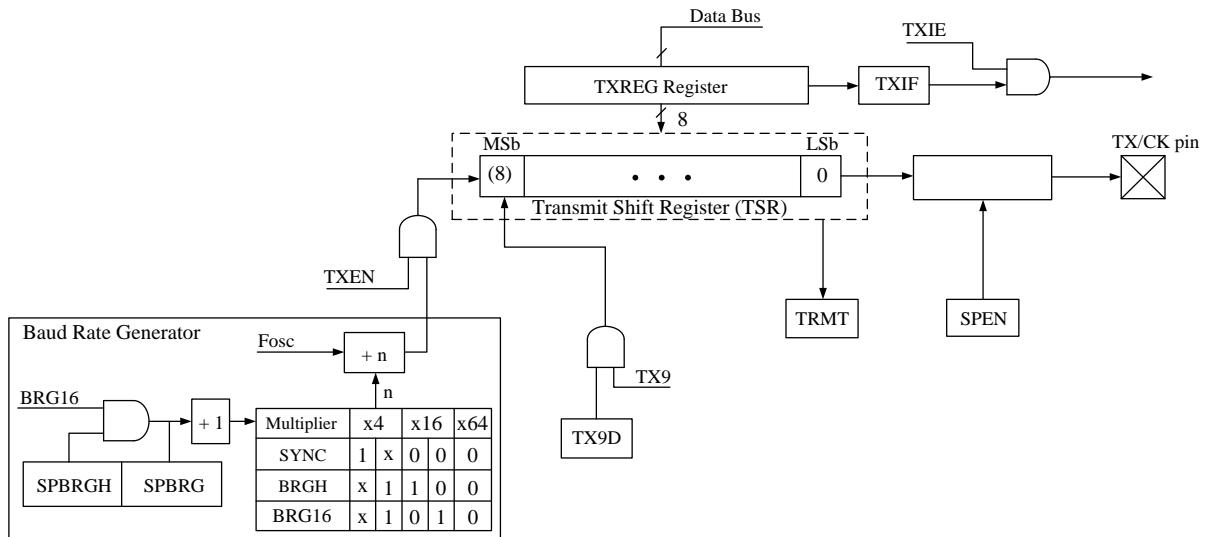 Data Bus
TXIE
TXREG Register
TXIF
8
MSb
LSb
TX/CK pin
(8)
• • •
0
Transmit Shift Register (TSR)
TXEN
TRMT
SPEN
Baud Rate Generator
Fosc
+ n
TX9
n
BRG16
+ 1
TX9D
Multiplier x4 x16 x64
SYNC 1 x 0 0 0
BRGH x 1 1 0 0
BRG16 x 1 0 1 0
SPBRGH SPBRG